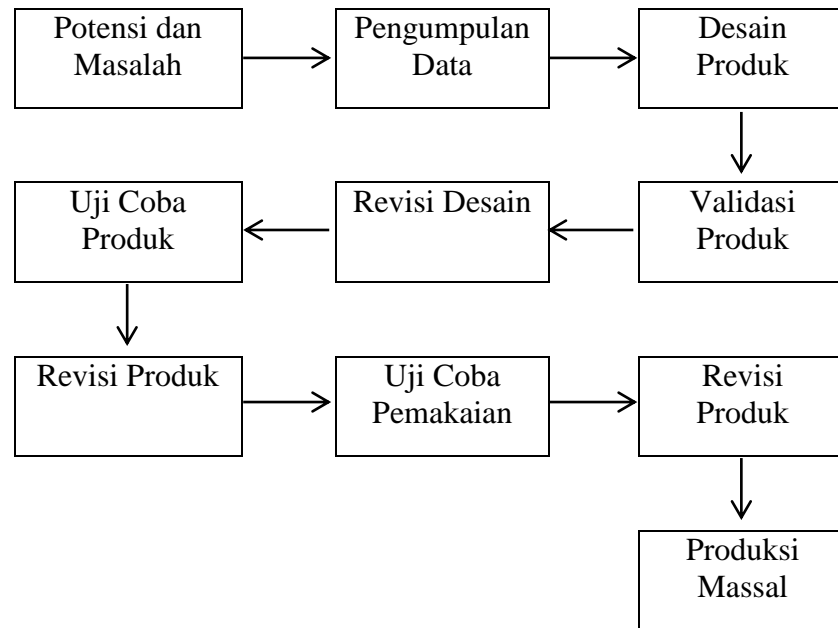 Potensi dan
Masalah
Pengumpulan
Data
Desain
Produk
Validasi
Produk
Revisi Desain
Uji Coba
Produk
Revisi Produk
Uji Coba
Pemakaian
Revisi
Produk
Produksi
Massal